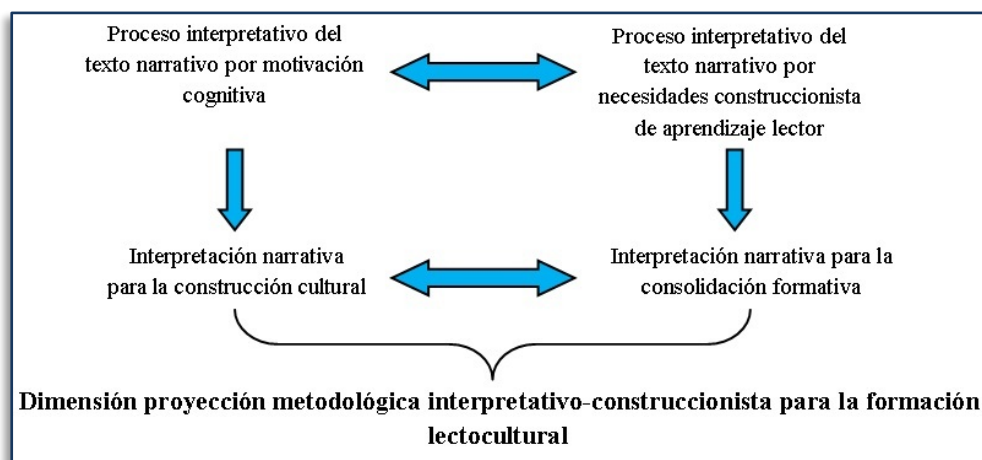 Proceso interpretativo del
texto narrativo por motivación
cognitiva
Proceso interpretativo del
texto narrativo por
necesidades construccionista
de aprendizaje lector
Interpretación narrativa
para la construcción cultural
Interpretación narrativa para la
consolidación formativa
Dimensión proyección metodológica interpretativo-construccionista para la formación
lectocultural